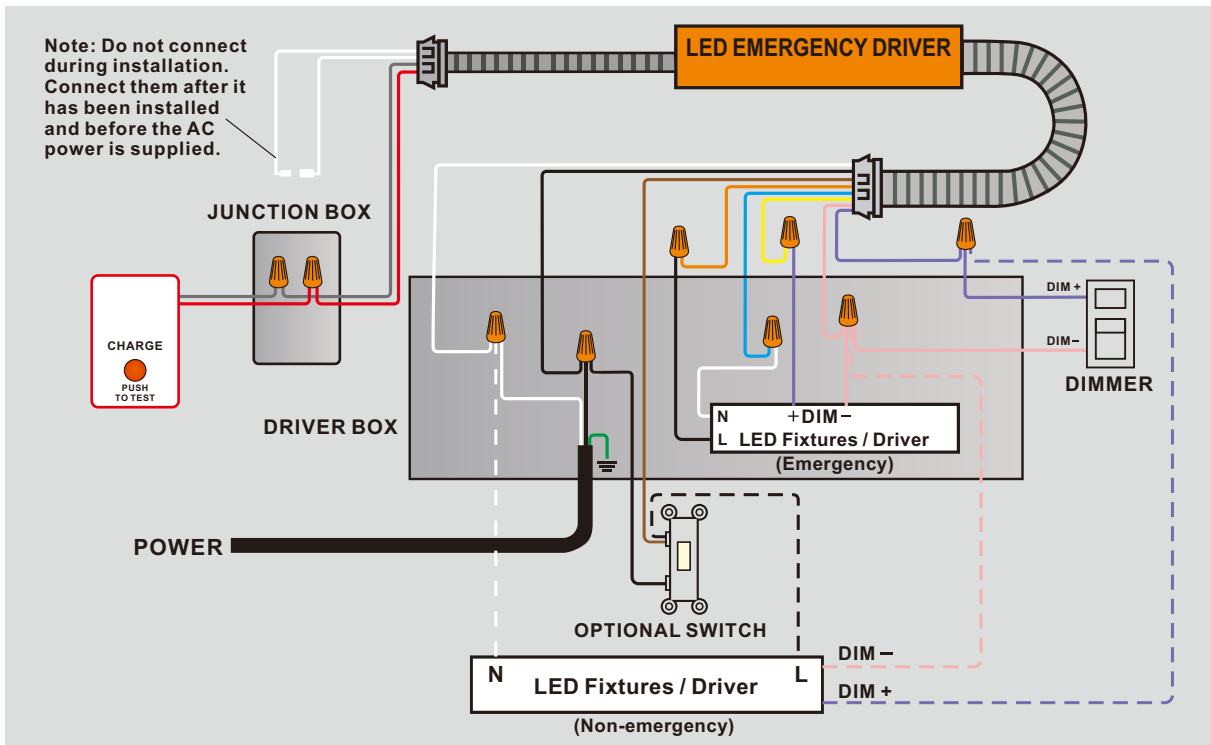 Note: Do not connect
during installation.
Connect them after it
has been installed
and before the AC
power is supplied.
LED EMERGENCY DRIVER
JUNCTION BOX
CHARGE
PUSH
TO TEST
DRIVER BOX
DIM +
DIM–
DIMMER
N
+DIM–
L
LED Fixtures / Driver
(Emergency)
POWER
OPTIONAL SWITCH
N
L
LED Fixtures / Driver
(Non-emergency)
DIM –
DIM +